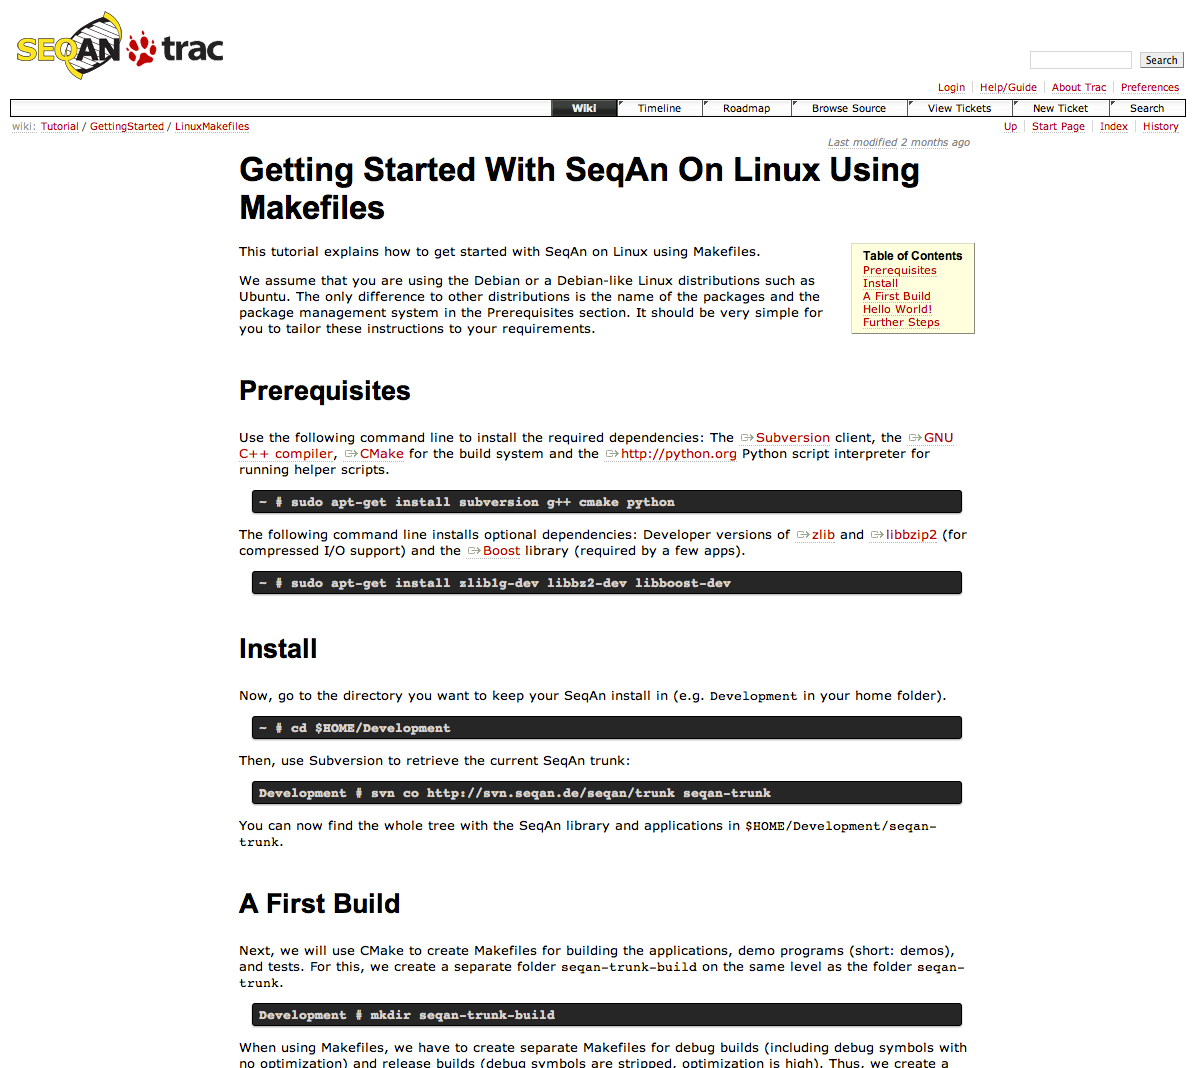 SEQAN trac
Search
Login Help/Guide About Trac Preferences
Wiki Timeline Roadmap Browse Source View Tickets New Ticket Search
wiki: Tutorial / GettingStarted / LinuxMakefiles Up Start Page Index History
Last modified 2 months ago
Getting Started With SeqAn On Linux Using
Makefiles
This tutorial explains how to get started with SeqAn on Linux using Makefiles.
We assume that you are using the Debian or a Debian-like Linux distributions such as
Ubuntu. The only difference to other distributions is the name of the packages and the
package management system in the Prerequisites section. It should be very simple for
you to tailor these instructions to your requirements.
Table of Contents
Prerequisites
Install
A First Build
Hello World!
Further Steps
Prerequisites
Use the following command line to install the required dependencies: The Subversion client, the GNU
C++ compiler, CMake for the build system and the http://python.org Python script interpreter for
running helper scripts.
~ # sudo apt-get install subversion g++ cmake python
The following command line installs optional dependencies: Developer versions of zlib and libbzip2 (for
compressed I/O support) and the Boost library (required by a few apps).
~ # sudo apt-get install zlib1g-dev libbz2-dev libboost-dev
Install
Now, go to the directory you want to keep your SeqAn install in (e.g. Development in your home folder).
~ # cd $HOME/Development
Then, use Subversion to retrieve the current SeqAn trunk:
Development # svn co http://svn.seqan.de/seqan/trunk seqan-trunk
You can now find the whole tree with the SeqAn library and applications in $HOME/Development/seqan-
trunk.
A First Build
Next, we will use CMake to create Makefiles for building the applications, demo programs (short: demos),
and tests. For this, we create a separate folder seqan-trunk-build on the same level as the folder seqan-
trunk.
Development # mkdir seqan-trunk-build
When using Makefiles, we have to create separate Makefiles for debug builds (including debug symbols with
no optimization) and release builds (debug symbols are stripped, optimization is high). Thus, we create a